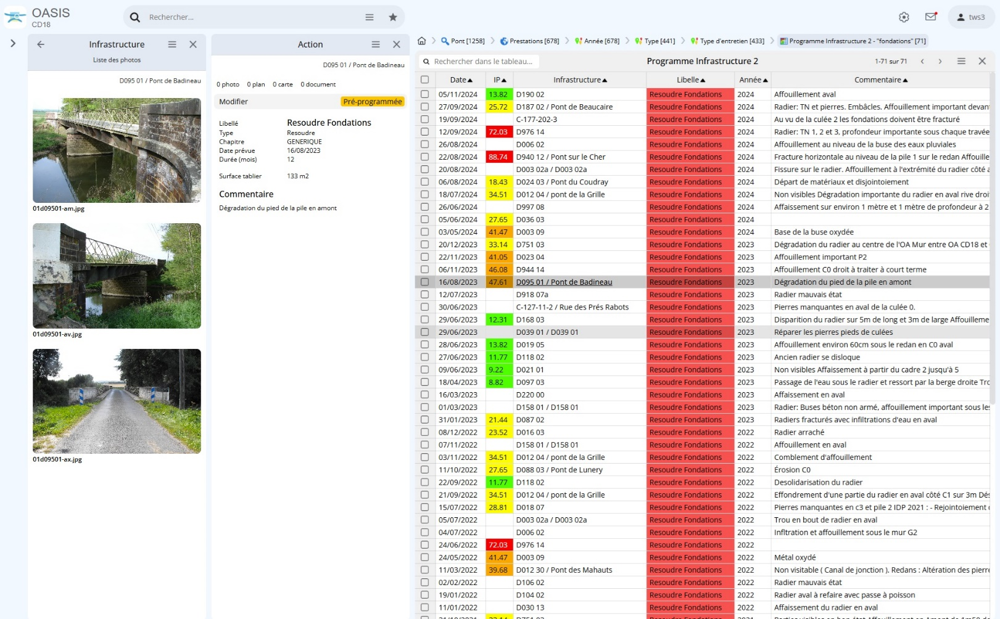 OASIS
CD18
Rechercher...
tws3
Infrastructure
Liste des photos
D095 01 / Pont de Badineau
01d09501-am.jpg
01d09501-av.jpg
01d09501-ax.jpg
Action
D095 01 / Pont de Badineau
0 photo 0 plan 0 carte 0 document
Modifier Pré-programmée
Libellé Resoudre Fondations
Type Resoudre
Chapitre GENERIQUE
Date prévue 16/08/2023
Durée (mois) 12
Surface tablier 133 m2
Commentaire
Dégradation du pied de la pile en amont
Pont [1258] Prestations [678] Année [678] Type [441] Type d'entretien [433] Programme Infrastructure 2 - "fondations" [71]
Rechercher dans le tableau... Programme Infrastructure 2 1-71 sur 71
Date IP Infrastructure Libelle Année Commentaire
05/11/2024 13.82 D190 02 Resoudre Fondations 2024 Affouillement aval
27/09/2024 25.72 D187 02 / Pont de Beaucaire Resoudre Fondations 2024 Radier: TN et pierres. Embâcles. Affouillement important devan
19/09/2024 C-177-202-3 Resoudre Fondations 2024 Au vu de la culée 2 les fondations doivent être fracturé
12/09/2024 72.03 D976 14 Resoudre Fondations 2024 Radier: TN 1, 2 et 3, profondeur importante sous chaque travée
26/08/2024 D006 02 Resoudre Fondations 2024 Affouillement au niveau de la buse des eaux pluviales
22/08/2024 88.74 D940 12 / Pont sur le Cher Resoudre Fondations 2024 Fracture horizontale au niveau de la pile 1 sur le redan Affouille
20/08/2024 D003 02a / D003 02a Resoudre Fondations 2024 Fissure sur le radier. Affouillement à l'extrémité du radier côté a
06/08/2024 18.43 D024 03 / Pont du Coudray Resoudre Fondations 2024 Départ de matériaux et disjointoiement
18/07/2024 34.51 D012 04 / pont de la Grille Resoudre Fondations 2024 Non visibles Dégradation importante du radier en aval rive droi
26/06/2024 D997 08 Resoudre Fondations 2024 Affaissement sur environ 1 mètre et 1 mètre de profondeur à 2
05/06/2024 27.65 D036 03 Resoudre Fondations 2024
03/05/2024 41.47 D003 09 Resoudre Fondations 2024 Base de la buse oxydée
20/12/2023 33.14 D751 03 Resoudre Fondations 2023 Dégradation du radier au centre de l'OA Mur entre OA CD18 et
22/11/2023 41.05 D023 04 Resoudre Fondations 2023 Affouillement important P2
06/11/2023 46.08 D944 14 Resoudre Fondations 2023 Affouillement C0 droit à traiter à court terme
16/08/2023 47.61 D095 01 / Pont de Badineau Resoudre Fondations 2023 Dégradation du pied de la pile en amont
12/07/2023 D918 07a Resoudre Fondations 2023 Radier mauvais état
30/06/2023 C-127-11-2 / Rue des Prés Rabots Resoudre Fondations 2023 Pierres manquantes en aval de la culée 0.
29/06/2023 12.31 D168 03 Resoudre Fondations 2023 Disparition du radier sur 5m de long et 3m de large Affouilleme
29/06/2023 D039 01 / D039 01 Resoudre Fondations 2023 Réparer les pierres pieds de culées
28/06/2023 13.82 D019 05 Resoudre Fondations 2023 Affouillement environ 60cm sous le redan en C0 aval
27/06/2023 11.77 D118 02 Resoudre Fondations 2023 Ancien radier se disloque
09/06/2023 9.22 D021 01 Resoudre Fondations 2023 Non visibles Affaissement à partir du cadre 2 jusqu'à 5
18/04/2023 8.82 D097 03 Resoudre Fondations 2023 Passage de l'eau sous le radier et ressort par la berge droite Tro
16/03/2023 D220 00 Resoudre Fondations 2023 Affaissement en aval
01/03/2023 D158 01 / D158 01 Resoudre Fondations 2023 Radier: Buses béton non armé, affouillement important sous les
31/01/2023 21.44 D087 02 Resoudre Fondations 2023 Radiers fracturés avec infiltrations d'eau en aval
08/12/2022 23.52 D016 03 Resoudre Fondations 2022 Radier arraché
07/11/2022 D158 01 / D158 01 Resoudre Fondations 2022 Affouillement en aval
03/11/2022 34.51 D012 04 / pont de la Grille Resoudre Fondations 2022 Comblement d'affouillement
11/10/2022 27.65 D088 03 / Pont de Lunery Resoudre Fondations 2022 Érosion C0
22/09/2022 11.77 D118 02 Resoudre Fondations 2022 Desolidarisation du radier
21/09/2022 34.51 D012 04 / pont de la Grille Resoudre Fondations 2022 Effondrement d'une partie du radier en aval côté C1 sur 3m Dés
15/07/2022 28.81 D018 07 Resoudre Fondations 2022 Pierres manquantes en c3 et pile 2 IDP 2021 : - Rejointoiement
05/07/2022 D003 02a / D003 02a Resoudre Fondations 2022 Trou en bout de radier en aval
04/07/2022 D006 02 Resoudre Fondations 2022 Infltration et affouillement sous le mur G2
24/06/2022 72.03 D976 14 Resoudre Fondations 2022
24/05/2022 41.47 D003 09 Resoudre Fondations 2022 Métal oxydé
11/03/2022 39.68 D012 30 / Pont des Mahauts Resoudre Fondations 2022 Non visitable ( Canal de jonction ). Redans : Altération des pierre
02/02/2022 D106 02 Resoudre Fondations 2022 Radier mauvais état
19/01/2022 D104 02 Resoudre Fondations 2022 Radier aval à refaire avec passe à poisson
11/01/2022 D030 13 Resoudre Fondations 2022 Affaissement du radier en aval